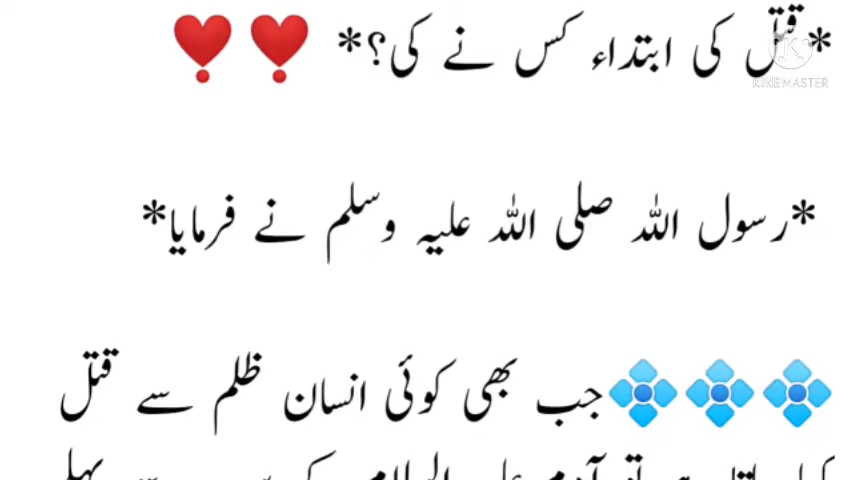 *قتل کی ابتداء کس نے کی؟* ❣️❣️
KINEMASTER
*رسول اللہ صلی اللہ علیہ وسلم نے فرمایا*
💠💠💠جب بھی کوئی انسان ظلم سے قتل